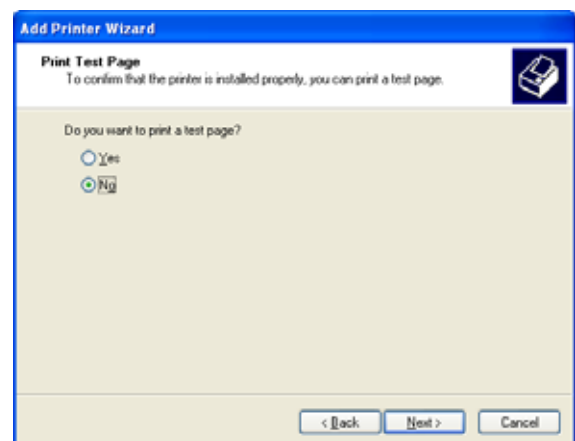 Add Printer Wizard
Print Test Page
To confirm that the printer is installed properly, you can print a test page.
Do you want to print a test page?
Yes
No
< Back Next > Cancel